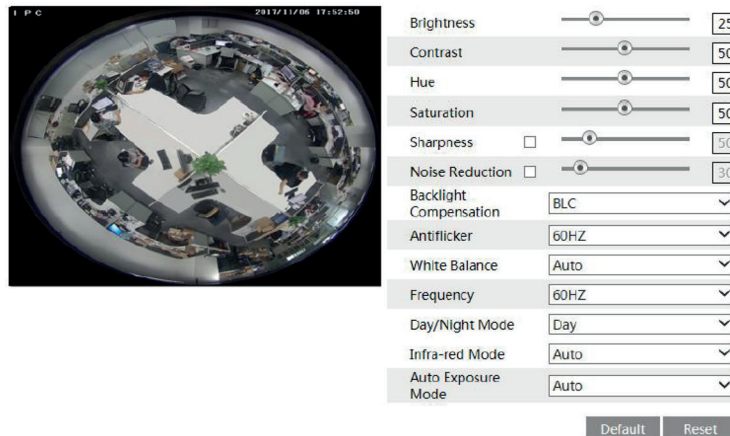 I P C
2017/11/06 17:52:50
Brightness 25
Contrast 50
Hue 50
Saturation 50
Sharpness 50
Noise Reduction 30
Backlight
Compensation BLC
Antiflicker 60HZ
White Balance Auto
Frequency 60HZ
Day/Night Mode Day
Infra-red Mode Auto
Auto Exposure
Mode Auto
Default Reset